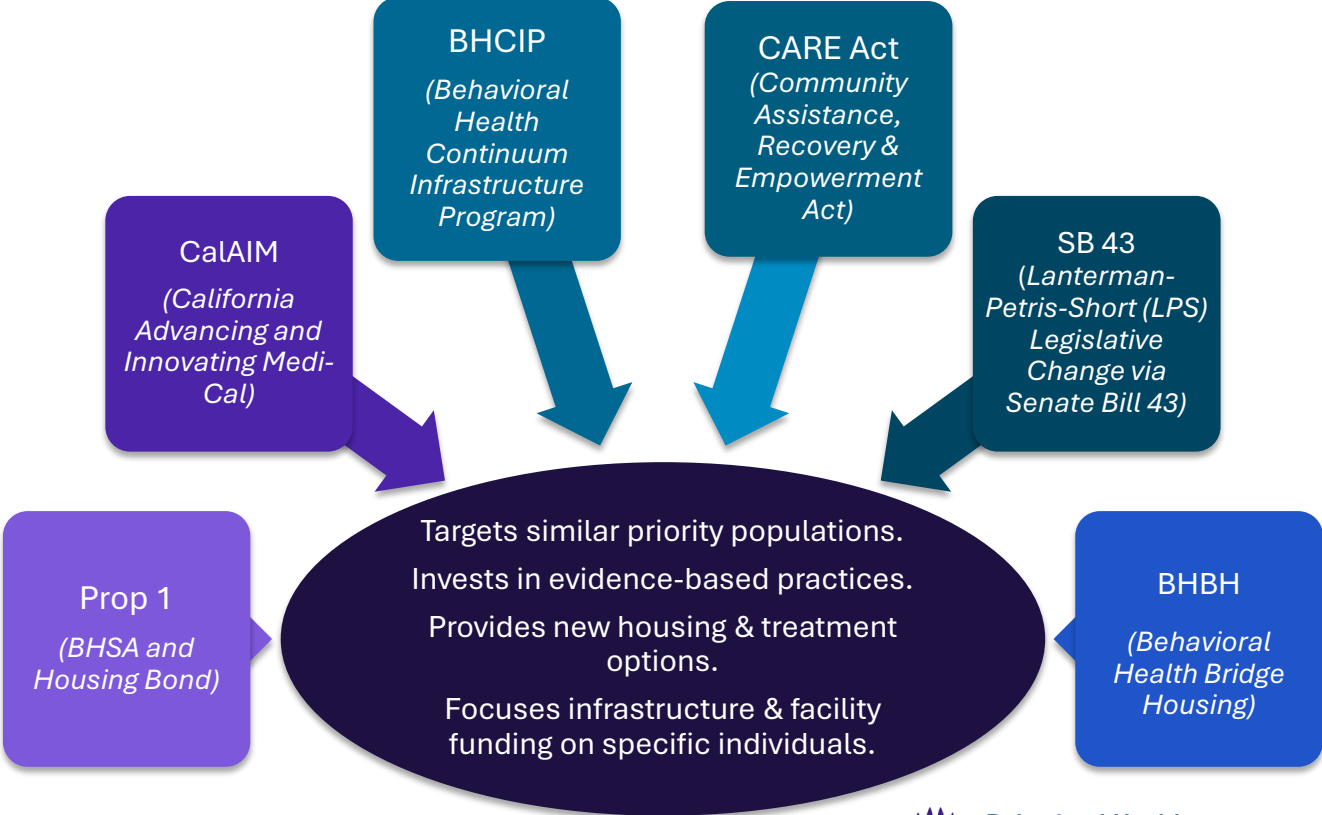 BHCIP
(Behavioral
Health
Continuum
Infrastructure
Program)
CARE Act
(Community
Assistance,
Recovery &
Empowerment
Act)
CalAIM
(California
Advancing and
Innovating Medi-
Cal)
SB 43
(Lanterman-
Petris-Short (LPS)
Legislative
Change via
Senate Bill 43)
Prop 1
(BHSA and
Housing Bond)
Targets similar priority populations.
Invests in evidence-based practices.
Provides new housing & treatment
options.
Focuses infrastructure & facility
funding on specific individuals.
BHBH
(Behavioral
Health Bridge
Housing)